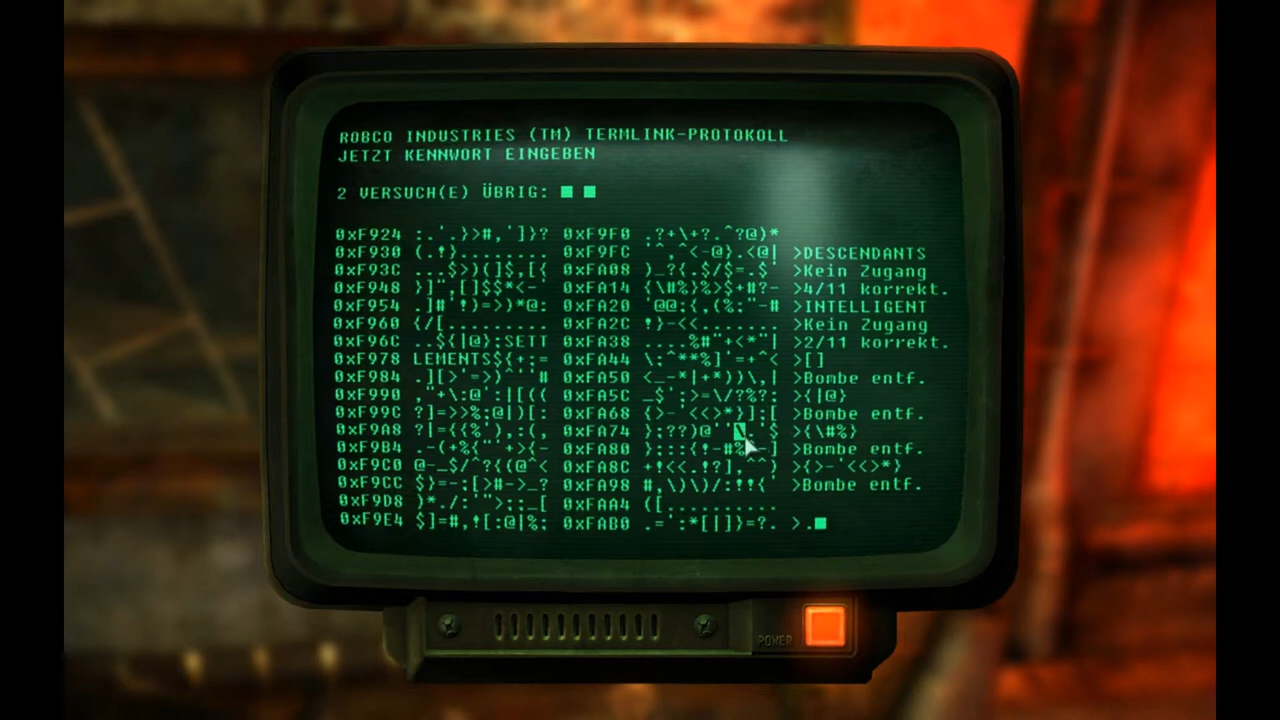 ROBCO INDUSTRIES (TM) TERMLINK-PROTOKOLL
JETZT KENNWORT EINGEBEN
2 VERSUCH(E) ÜBRIG: ■ ■
0xF924 :.'.}>#,']}? 0xF9F0 .?+\+?.^?@)*
0xF930 (.!)........ 0xF9FC ^.^<-@}.<@| >DESCENDANTS
0xF93C ...$>)(]$,[{ 0xFA08 )_?{.$/$=.$' >Kein Zugang
0xF948 }]",[]$$*<-' 0xFA14 {\#%}%>$+#?- >4/11 korrekt.
0xF954 .]#'!)=>)*@: 0xFA20 '@@:{,(%:"-# >INTELLIGENT
0xF960 {/[......... 0xFA2C !}-<<....... >Kein Zugang
0xF96C ..${|@};SETT 0xFA38 ....%#"+<*"| >2/11 korrekt.
0xF978 LEMENTS${+;= 0xFA44 \:^**%]'=+^< >[]
0xF984 .][>'=>)^''# 0xFA50 <_-*|+*))\,| >Bombe entf.
0xF990 ,"+\:@':|[(( 0xFA5C _$';>=\/?%?: >{|@}
0xF99C ?]=>>%;@|)[: 0xFA68 {>-'<<>*}];[ >Bombe entf.
0xF9A8 ?|={{%'),:(, 0xFA74 };??)@''\.'$ >{\#%}
0xF9B4 .-(+%{"'+>{- 0xFA80 };::{!-#% -] >Bombe entf.
0xF9C0 @-_$/^?{(@^< 0xFA8C +!<<.!?],^^) >{>-'<<>*}
0xF9CC $}=-;[>#->_? 0xFA98 #,\)\)/:!!{' >Bombe entf.
0xF9D8 )*./:'">:;_[ 0xFAA4 ([..........
0xF9E4 $]=#,![:@|%; 0xFAB0 .=':*[|]}=?. >.■
POWER